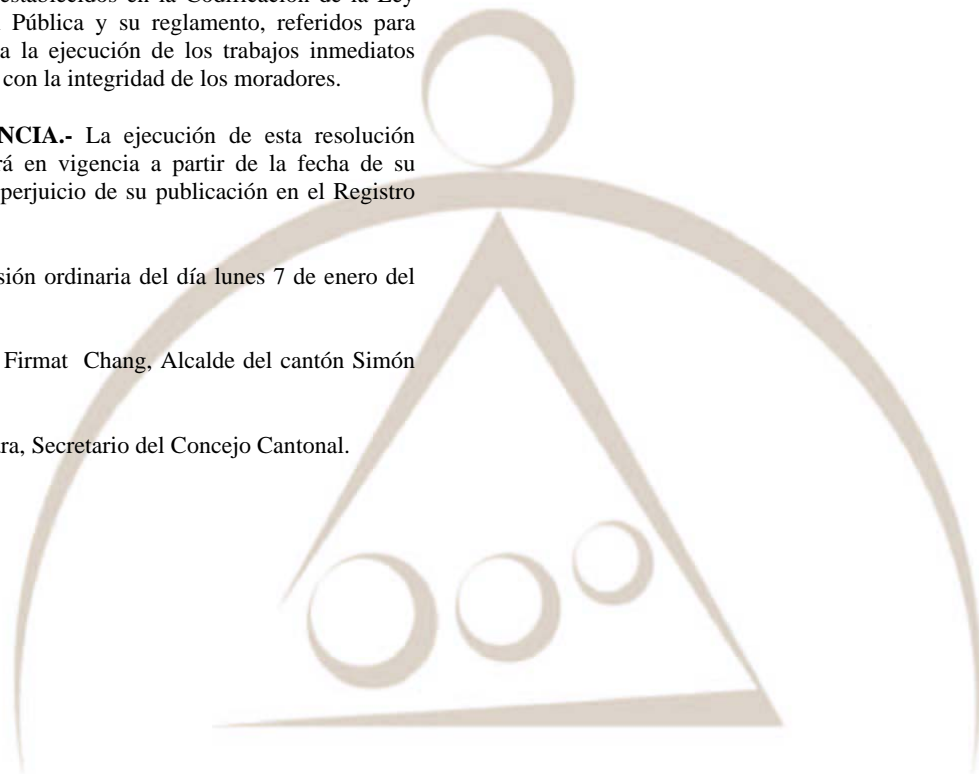 establecidos en la Codificación de la Ley
Pública y su reglamento, referidos para
a la ejecución de los trabajos inmediatos
con la integridad de los moradores.
NCIA.- La ejecución de esta resolución
rá en vigencia a partir de la fecha de su
perjuicio de su publicación en el Registro
sión ordinaria del día lunes 7 de enero del
Firmat Chang, Alcalde del cantón Simón
ara, Secretario del Concejo Cantonal.